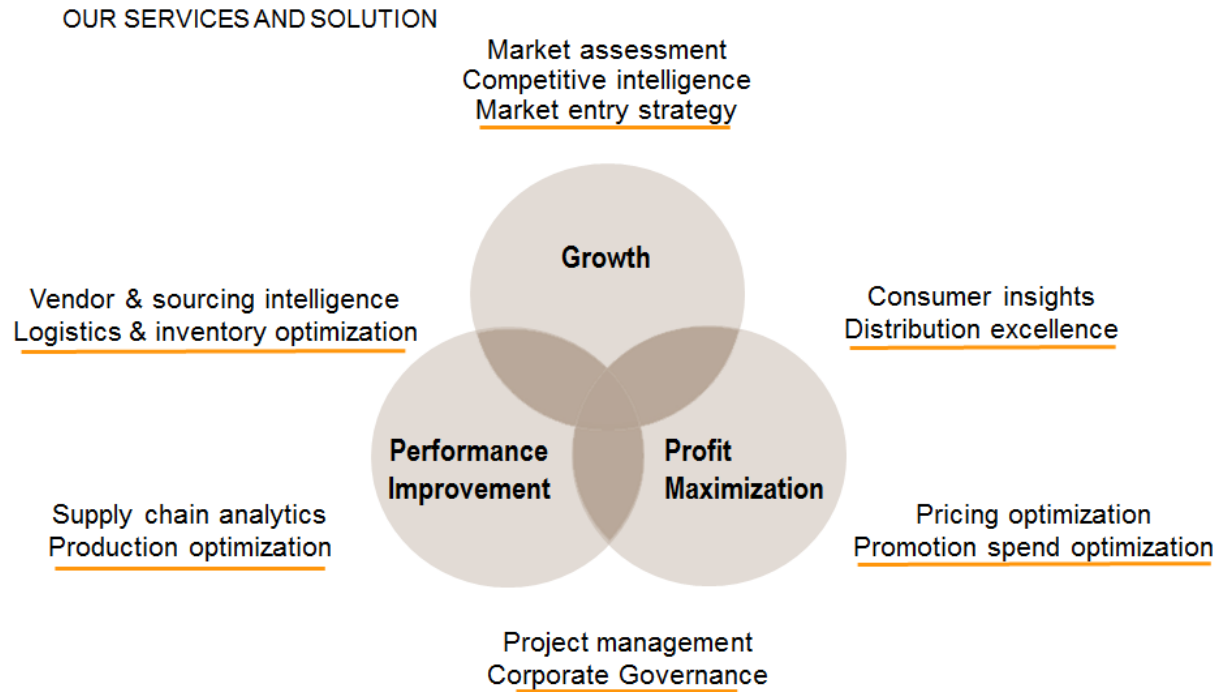 OUR SERVICES AND SOLUTION
Market assessment
Competitive intelligence
Market entry strategy
Growth
Vendor & sourcing intelligence
Logistics & inventory optimization
Consumer insights
Distribution excellence
Performance
Improvement
Profit
Maximization
Supply chain analytics
Production optimization
Pricing optimization
Promotion spend optimization
Project management
Corporate Governance